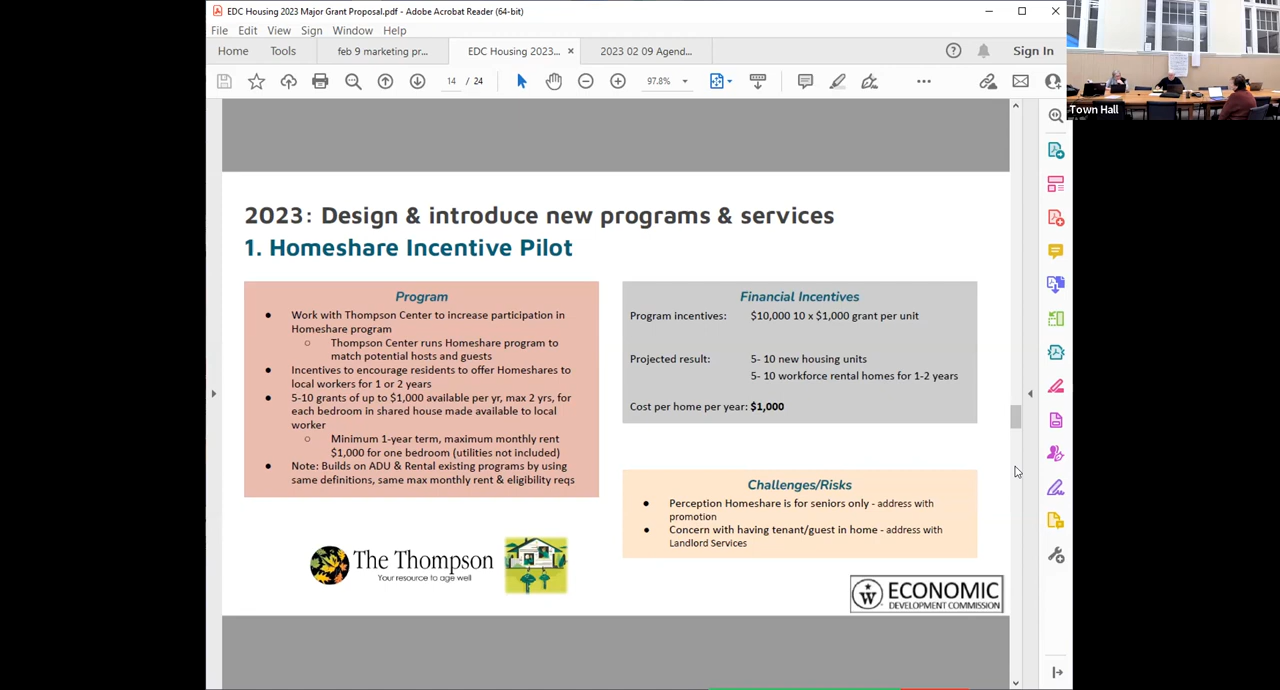 EDC Housing 2023 Major Grant Proposal.pdf - Adobe Acrobat Reader (64-bit)
File Edit View Sign Window Help
Home Tools feb 9 marketing pr... EDC Housing 2023... × 2023 02 09 Agend... Sign In
14 / 24 97.8%
Town Hall
2023: Design & introduce new programs & services
1. Homeshare Incentive Pilot
Program
Work with Thompson Center to increase participation in
Homeshare program
Thompson Center runs Homeshare program to
match potential hosts and guests
Incentives to encourage residents to offer Homeshares to
local workers for 1 or 2 years
5-10 grants of up to $1,000 available per yr, max 2 yrs, for
each bedroom in shared house made available to local
worker
Minimum 1-year term, maximum monthly rent
$1,000 for one bedroom (utilities not included)
Note: Builds on ADU & Rental existing programs by using
same definitions, same max monthly rent & eligibility reqs
Financial Incentives
Program incentives: $10,000 10 x $1,000 grant per unit
Projected result: 5- 10 new housing units
5- 10 workforce rental homes for 1-2 years
Cost per home per year: $1,000
Challenges/Risks
Perception Homeshare is for seniors only - address with
promotion
Concern with having tenant/guest in home - address with
Landlord Services
The Thompson
Your resource to age well
W ECONOMIC
DEVELOPMENT COMMISSION